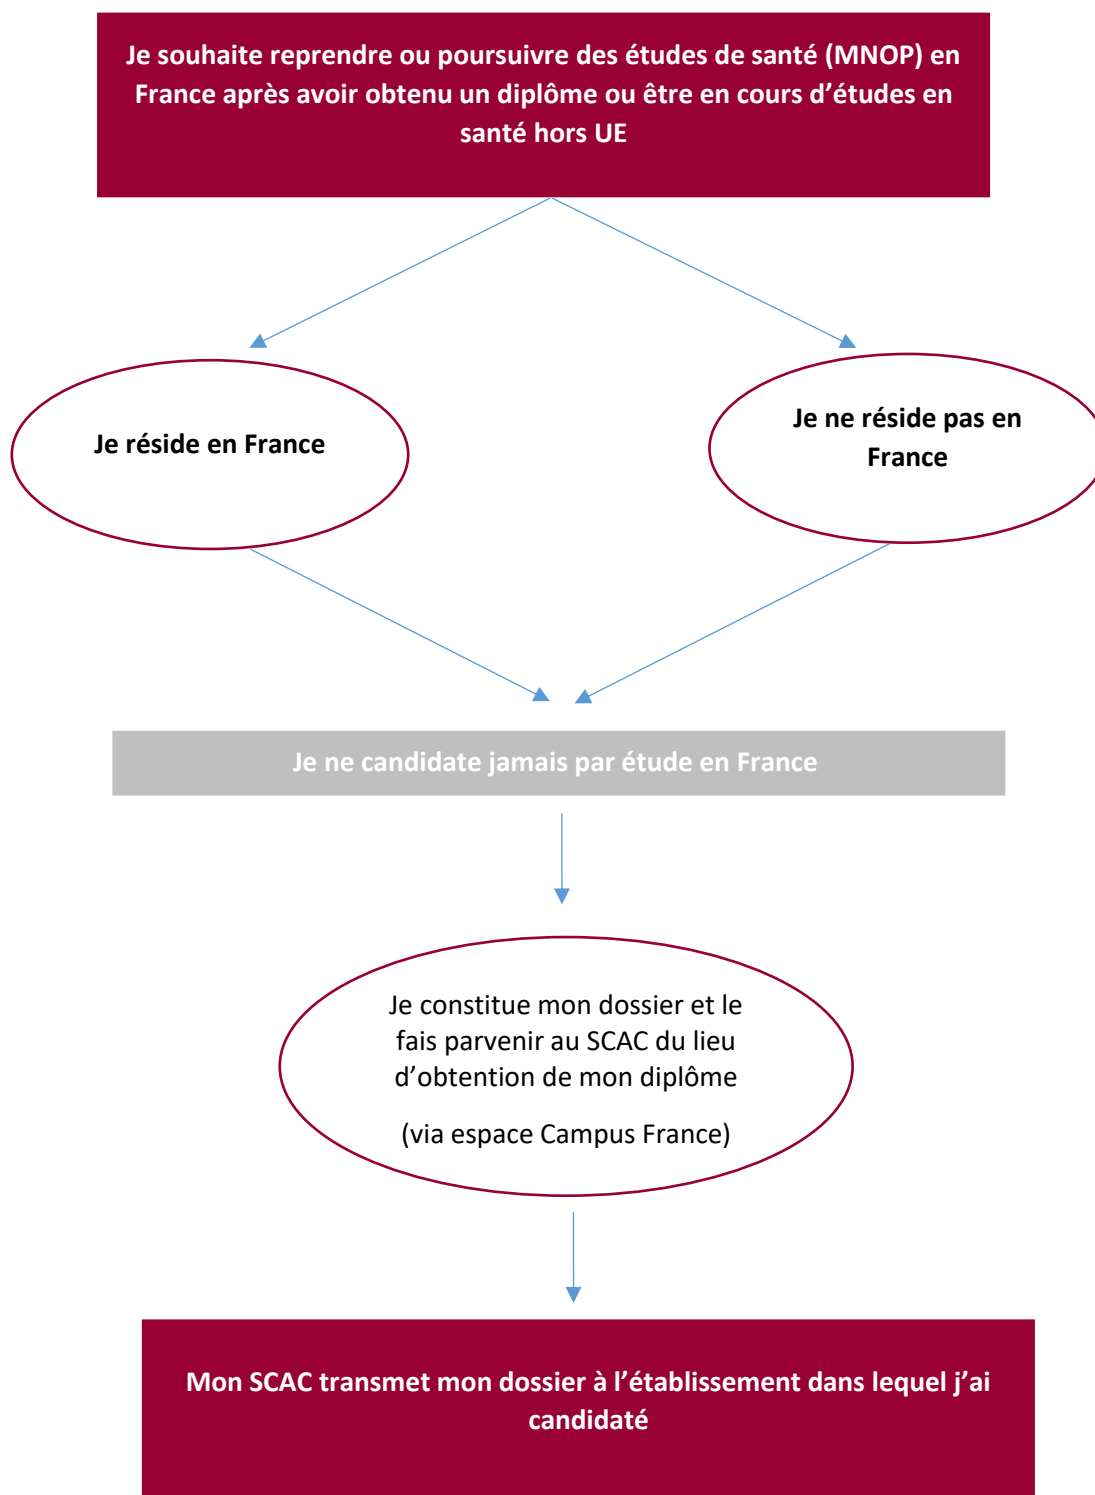 Je souhaite reprendre ou poursuivre des études de santé (MNOP) en
France après avoir obtenu un diplôme ou être en cours d’études en
santé hors UE
Je réside en France
Je ne réside pas en
France
Je ne candidate jamais par étude en France
Je constitue mon dossier et le
fais parvenir au SCAC du lieu
d’obtention de mon diplôme
(via espace Campus France)
Mon SCAC transmet mon dossier à l’établissement dans lequel j’ai
candidaté